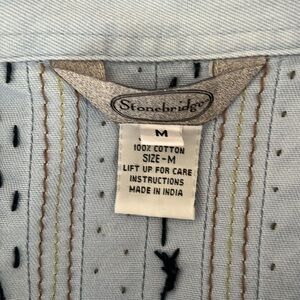 Stonebridge
M
100% COTTON
SIZE-M
LIFT UP FOR CARE
INSTRUCTIONS
MADE IN INDIA